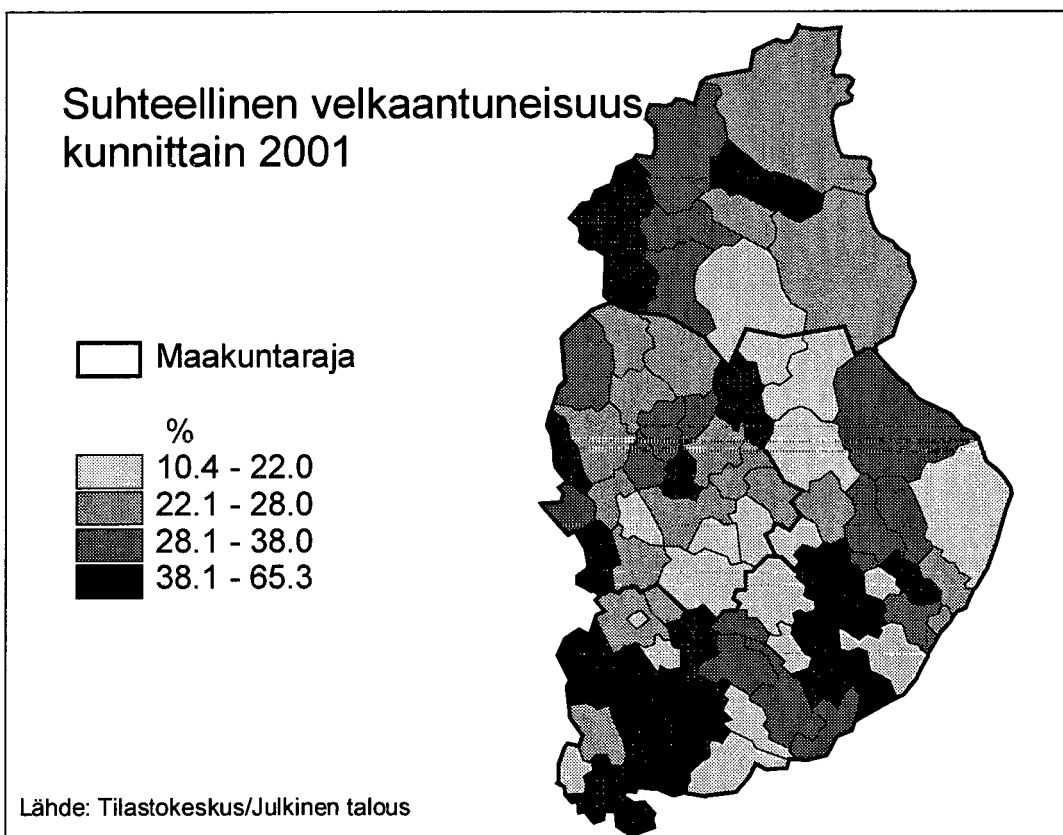 Suhteellinen velkaantuneisuus
kunnittain 2001
Maakuntaraja
%
10.4 - 22.0
22.1 - 28.0
28.1 - 38.0
38.1 - 65.3
Lähde: Tilastokeskus/Julkinen talous